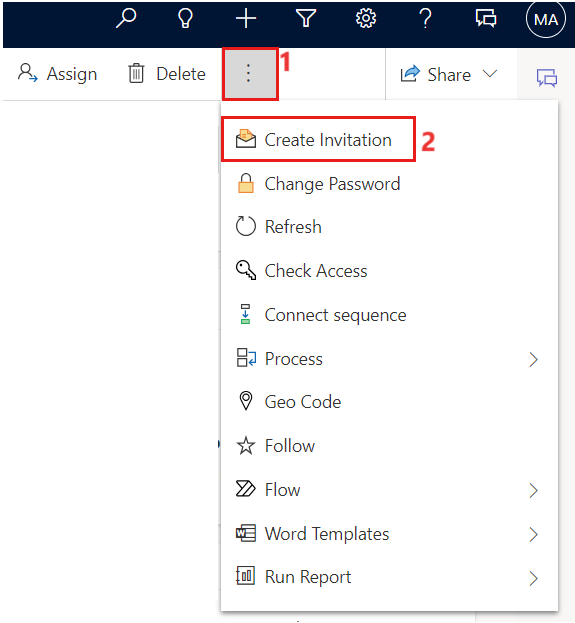 MA
Assign
Delete
1
Share
Create Invitation
2
Change Password
Refresh
Check Access
Connect sequence
Process
Geo Code
Follow
Flow
Word Templates
Run Report